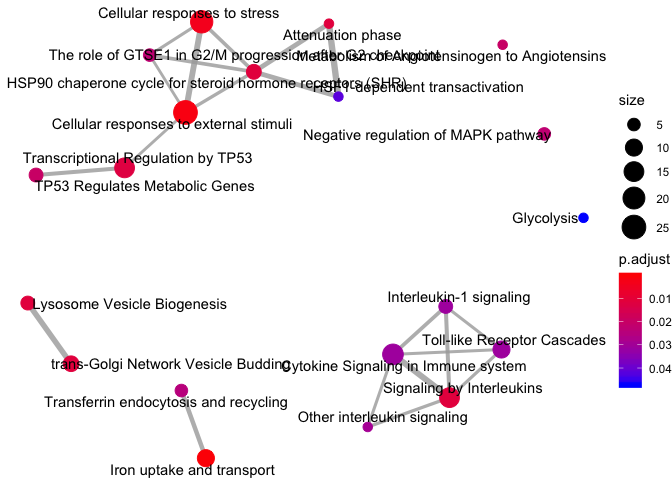 Cellular responses to stress
Attenuation phase
The role of GTSE1 in G2/M progression after G2 checkpoint
Metabolism of Angiotensinogen to Angiotensins
HSP90 chaperone cycle for steroid hormone receptors (SHR)
HSF1-dependent transactivation
Cellular responses to external stimuli
Negative regulation of MAPK pathway
Transcriptional Regulation by TP53
TP53 Regulates Metabolic Genes
Glycolysis
size
5
10
15
20
25
p.adjust
0.01
0.02
0.03
0.04
Interleukin-1 signaling
Lysosome Vesicle Biogenesis
Toll-like Receptor Cascades
trans-Golgi Network Vesicle Budding
Cytokine Signaling in Immune system
Signaling by Interleukins
Transferrin endocytosis and recycling
Other interleukin signaling
Iron uptake and transport